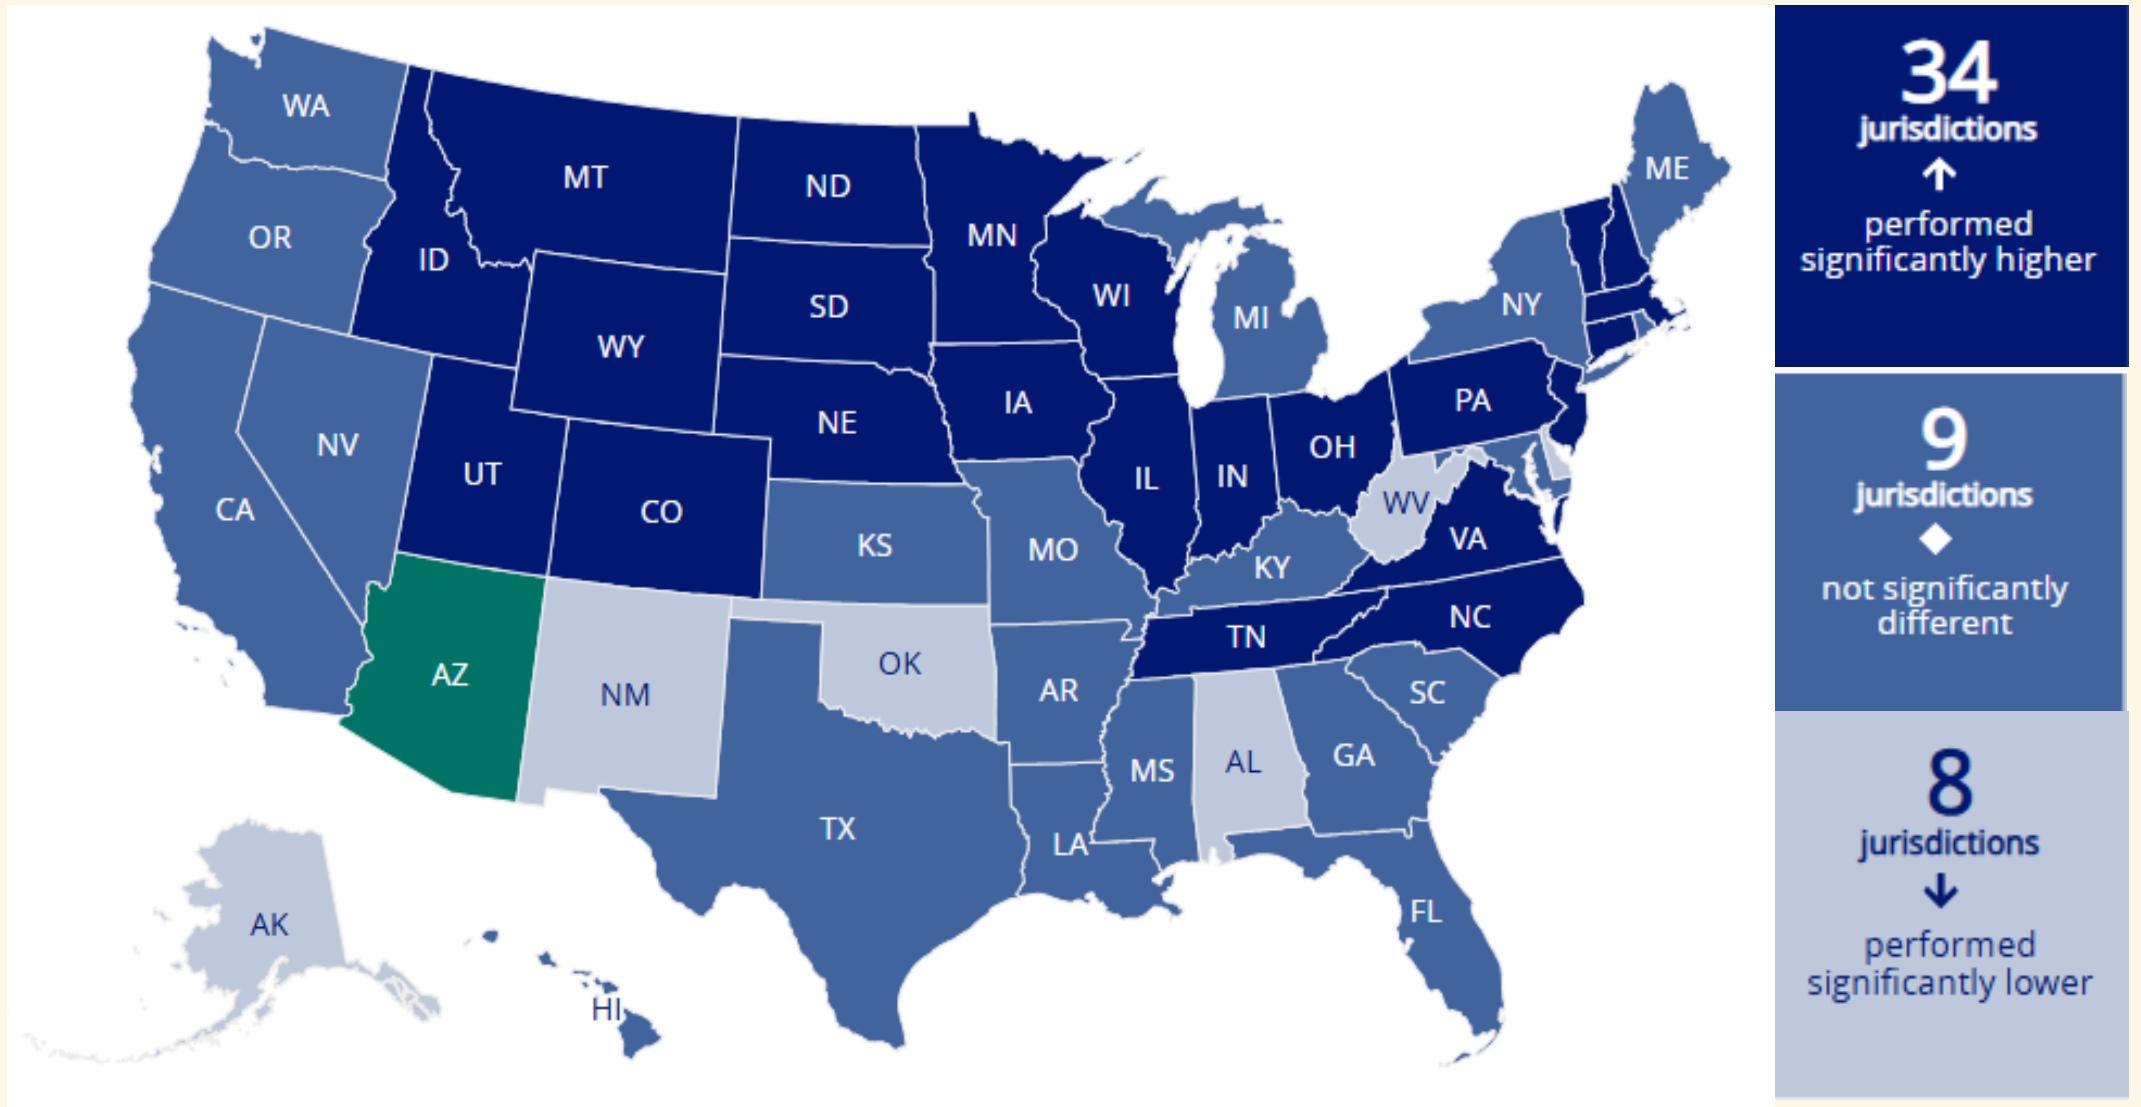 WA
MT
ND
MN
ME
OR
ID
SD
WI
MI
NY
WY
IA
PA
NE
NV
UT
CO
IL
IN
OH
CA
WV
KS
MO
KY
VA
TN
NC
AZ
NM
OK
AR
SC
MS
AL
GA
TX
LA
AK
FL
HI
34
jurisdictions
↑
performed
significantly higher
9
jurisdictions
◆
not significantly
different
8
jurisdictions
↓
performed
significantly lower